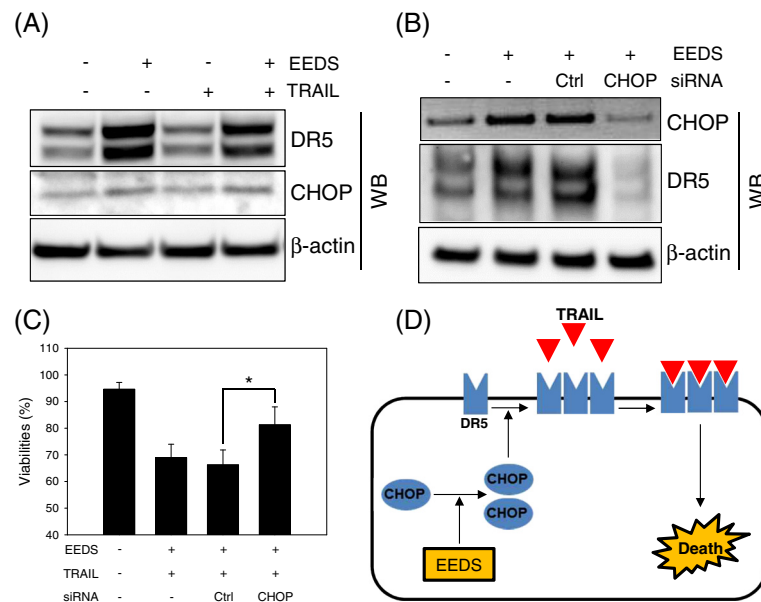 (A)
- + - + EEDS
- - + + TRAIL
DR5
CHOP
β-actin
WB
(B)
- + + + EEDS
- - Ctrl CHOP siRNA
CHOP
DR5
β-actin
WB
(C)
Viabilities (%)
110
100
90
80
70
60
50
40
*
EEDS - + + +
TRAIL - + + +
siRNA - - Ctrl CHOP
(D)
TRAIL
DR5
CHOP
CHOP
CHOP
EEDS
Death